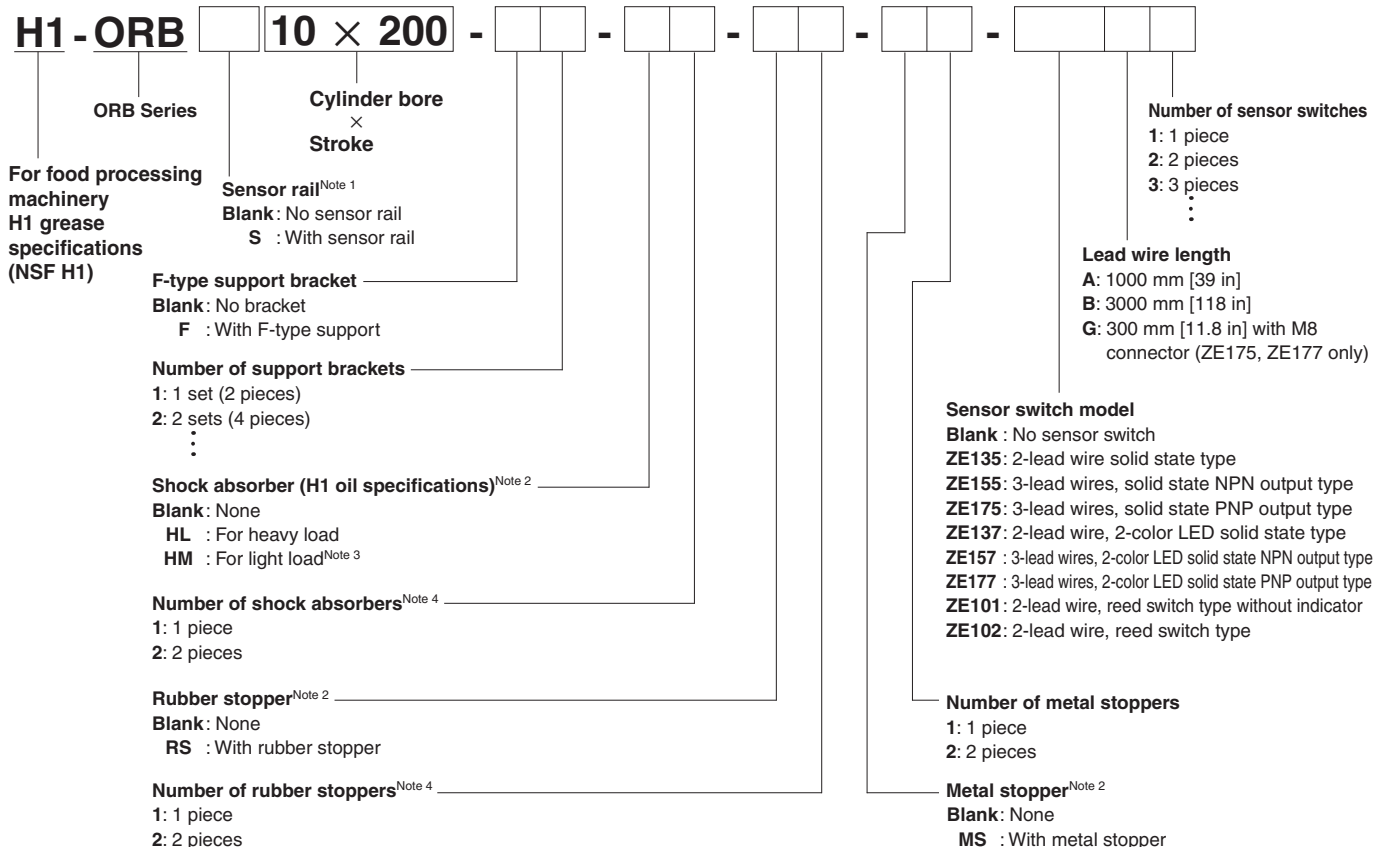 H1 - ORB 10 × 200 - - - - -
ORB Series
Cylinder bore
×
Stroke
For food processing
machinery
H1 grease
specifications
(NSF H1)
Sensor rail Note 1
Blank : No sensor rail
S : With sensor rail
F-type support bracket
Blank : No bracket
F : With F-type support
Number of support brackets
1: 1 set (2 pieces)
2: 2 sets (4 pieces)
⋮
Shock absorber (H1 oil specifications) Note 2
Blank : None
HL : For heavy load
HM : For light load Note 3
Number of shock absorbers Note 4
1: 1 piece
2: 2 pieces
Rubber stopper Note 2
Blank : None
RS : With rubber stopper
Number of rubber stoppers Note 4
1: 1 piece
2: 2 pieces
Number of sensor switches
1: 1 piece
2: 2 pieces
3: 3 pieces
⋮
Lead wire length
A: 1000 mm [39 in]
B: 3000 mm [118 in]
G: 300 mm [11.8 in] with M8
connector (ZE175, ZE177 only)
Sensor switch model
Blank : No sensor switch
ZE135 : 2-lead wire solid state type
ZE155 : 3-lead wires, solid state NPN output type
ZE175 : 3-lead wires, solid state PNP output type
ZE137 : 2-lead wire, 2-color LED solid state type
ZE157 : 3-lead wires, 2-color LED solid state NPN output type
ZE177 : 3-lead wires, 2-color LED solid state PNP output type
ZE101 : 2-lead wire, reed switch type without indicator
ZE102 : 2-lead wire, reed switch type
Number of metal stoppers
1: 1 piece
2: 2 pieces
Metal stopper Note 2
Blank : None
MS : With metal stopper